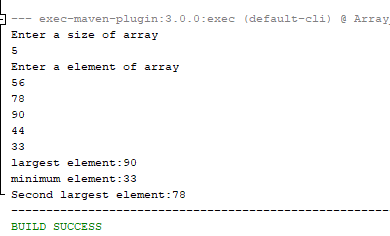 --- exec-maven-plugin:3.0.0:exec (default-cli) @ Array
Enter a size of array
5
Enter a element of array
56
78
90
44
33
largest element:90
minimum element:33
Second largest element:78
------------------------------------------------------
BUILD SUCCESS